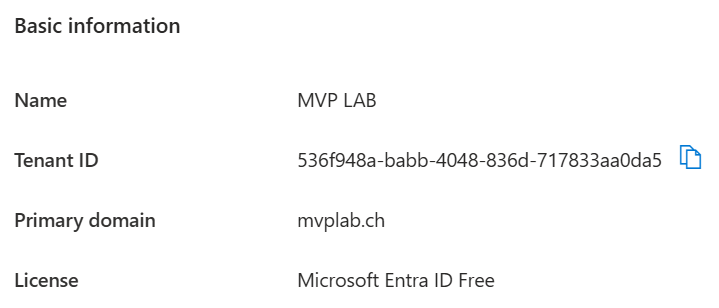 Basic information
Name MVP LAB
Tenant ID 536f948a-babb-4048-836d-717833aa0da5
Primary domain mvplab.ch
License Microsoft Entra ID Free